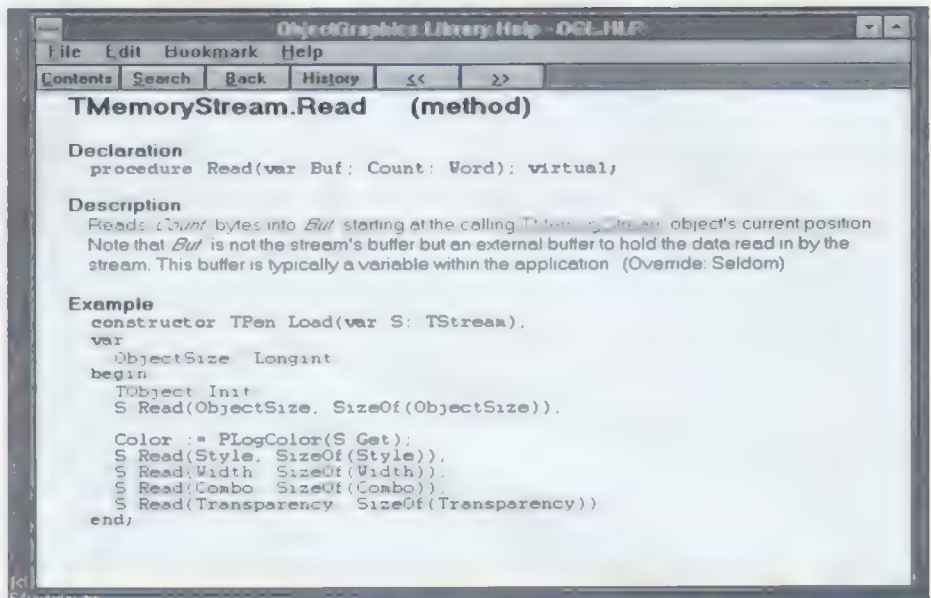 ObjectGraphics Library Help - OGL.HLP
File Edit Bookmark Help
Contents Search Back History << >>
TMemoryStream.Read (method)
Declaration
procedure Read(var Buf; Count: Word); virtual;
Description
Reads Count bytes into Buf starting at the calling TMemoryStream object's current position
Note that Buf is not the stream's buffer but an external buffer to hold the data read in by the
stream. This buffer is typically a variable within the application (Override: Seldom)
Example
constructor TPen Load(var S: TStream),
var
ObjectSize Longint
begin
TObject Init
S Read(ObjectSize, SizeOf(ObjectSize)),
Color := PLogColor(S Get);
S Read(Style, SizeOf(Style)),
S Read(Width SizeOf(Width)),
S Read(Combo SizeOf(Combo)),
S Read(Transparency SizeOf(Transparency))
end;